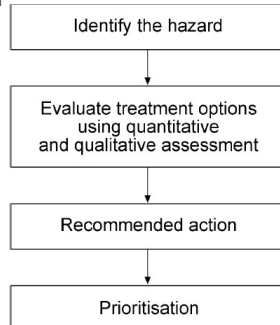 Identify the hazard
Evaluate treatment options
using quantitative
and qualitative assessment
Recommended action
Prioritisation